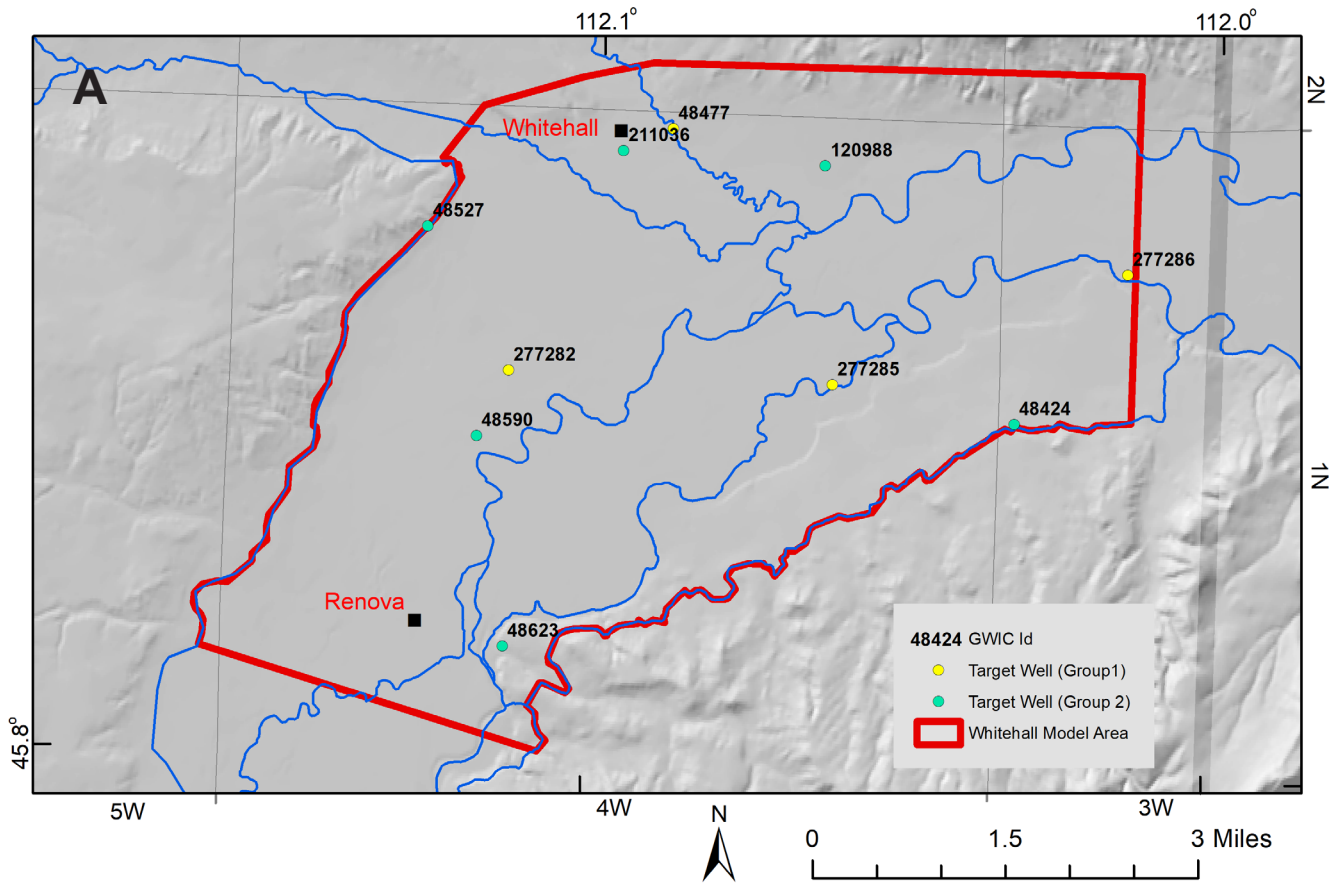 112.1°
112.0°
A
2N
48477
Whitehall
211036
120988
48527
277286
277282
277285
48590
48424
1N
Renova
48623
48424 GWIC Id
Target Well (Group1)
Target Well (Group 2)
Whitehall Model Area
45.8°
5W
4W
3W
N
0 1.5 3 Miles